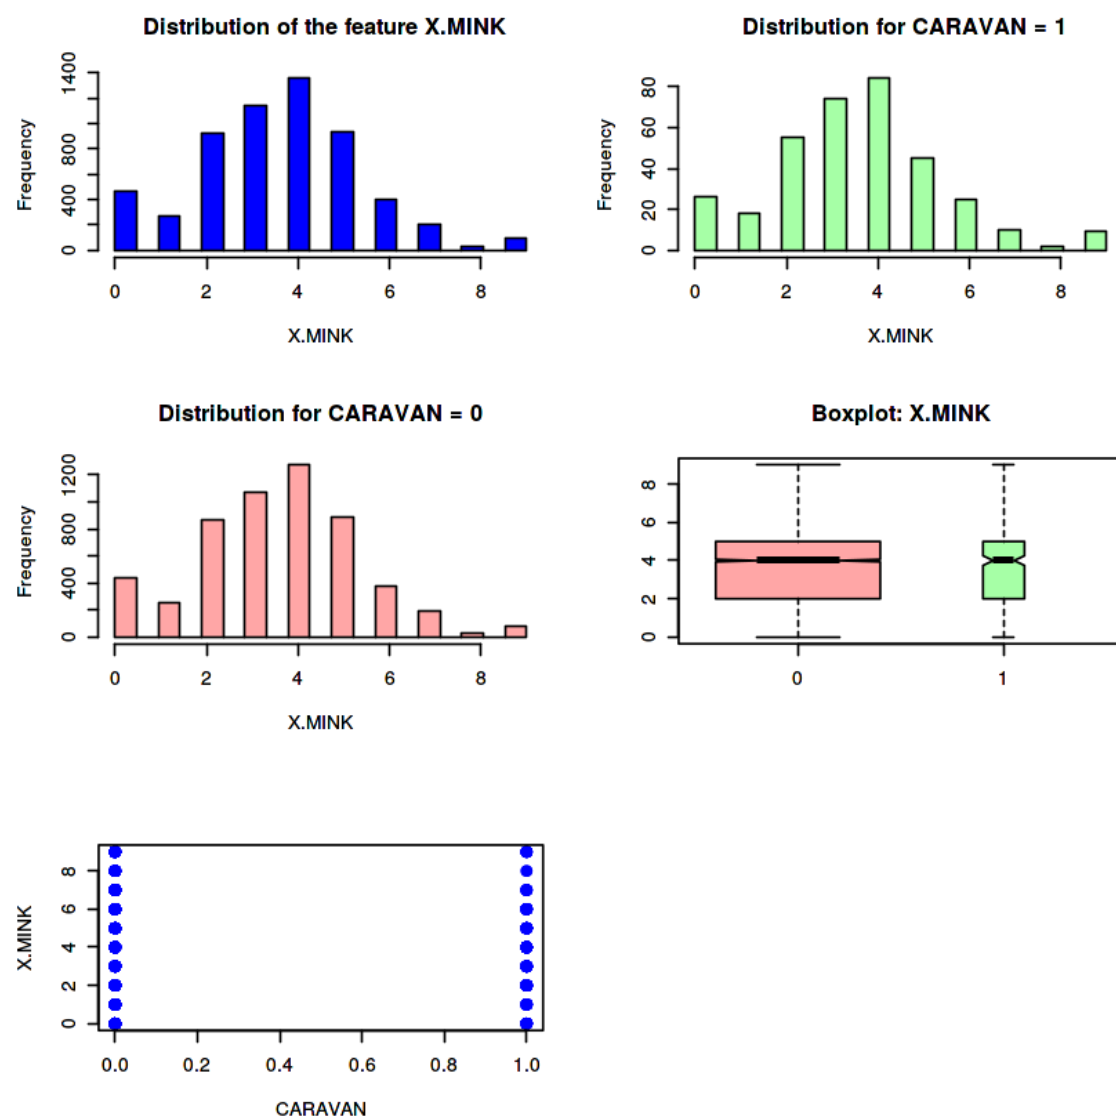 Distribution of the feature X.MINK
Frequency
0 400 800 1400
0 2 4 6 8
X.MINK
Distribution for CARAVAN = 1
Frequency
0 20 40 60 80
0 2 4 6 8
X.MINK
Distribution for CARAVAN = 0
Frequency
0 400 800 1200
0 2 4 6 8
X.MINK
Boxplot: X.MINK
0 2 4 6 8
0 1
X.MINK
0 2 4 6 8
0.0 0.2 0.4 0.6 0.8 1.0
CARAVAN